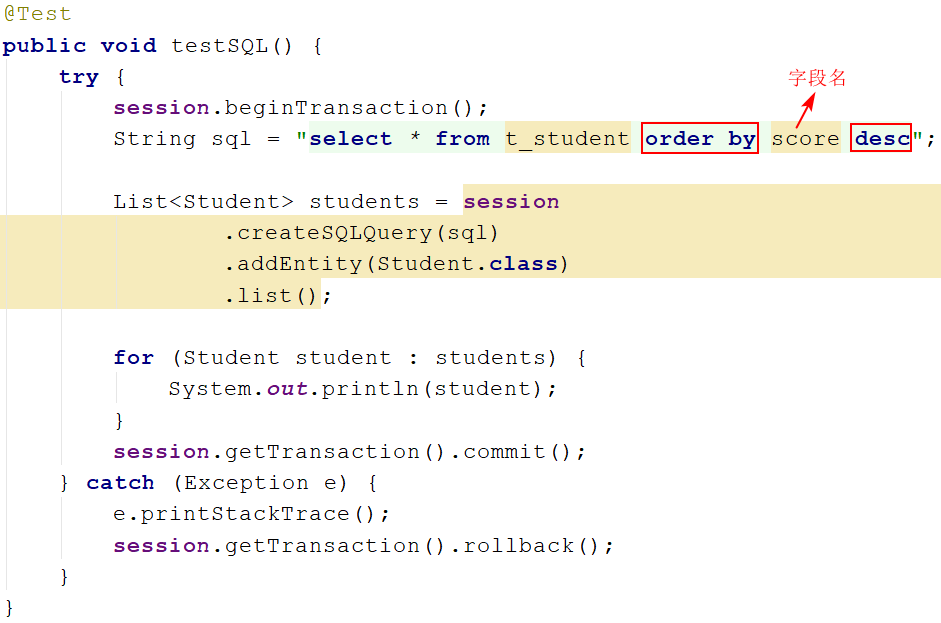 @Test
public void testSQL() {
try {
字段名
session.beginTransaction();
String sql = "select * from t_student order by score desc";
List<Student> students = session
.createSQLQuery(sql)
.addEntity(Student.class)
.list();
for (Student student : students) {
System.out.println(student);
}
session.getTransaction().commit();
} catch (Exception e) {
e.printStackTrace();
session.getTransaction().rollback();
}
}